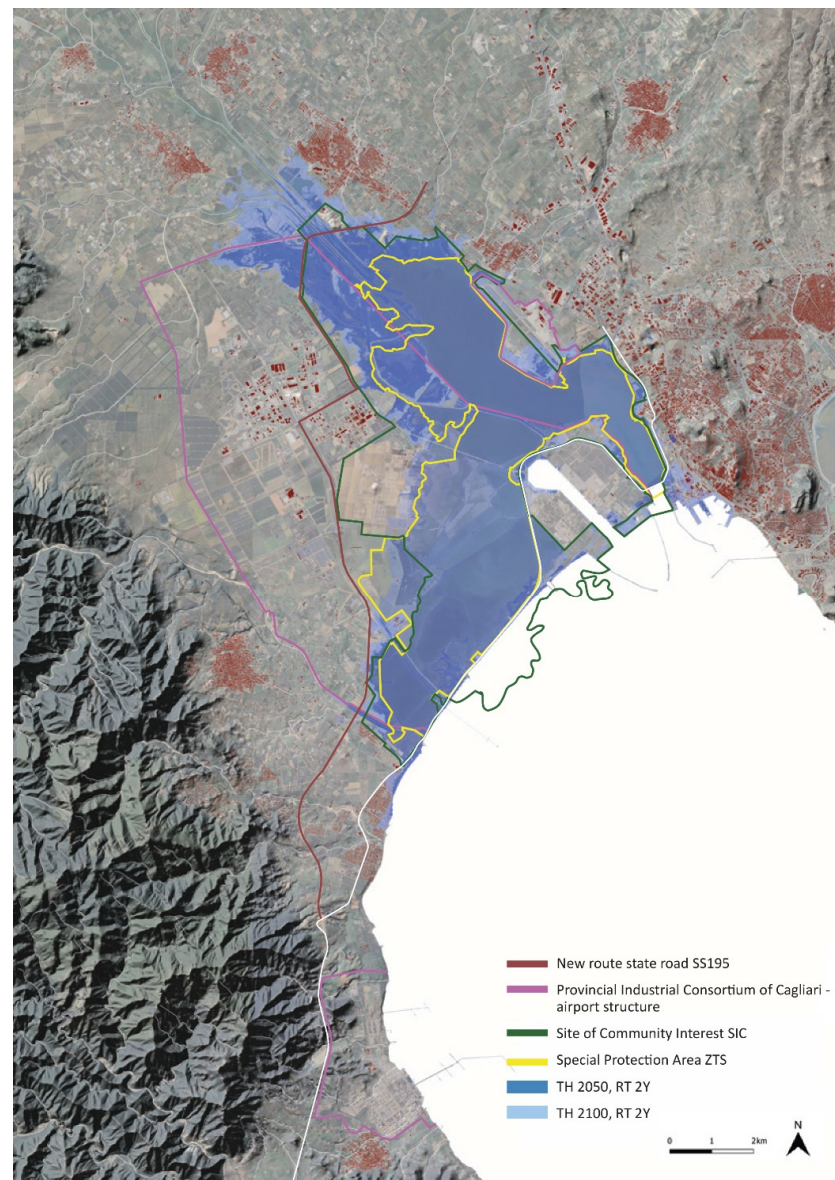 New route state road SS195
Provincial Industrial Consortium of Cagliari -
airport structure
Site of Community Interest SIC
Special Protection Area ZTS
TH 2050, RT 2Y
TH 2100, RT 2Y
0 1 2km
N